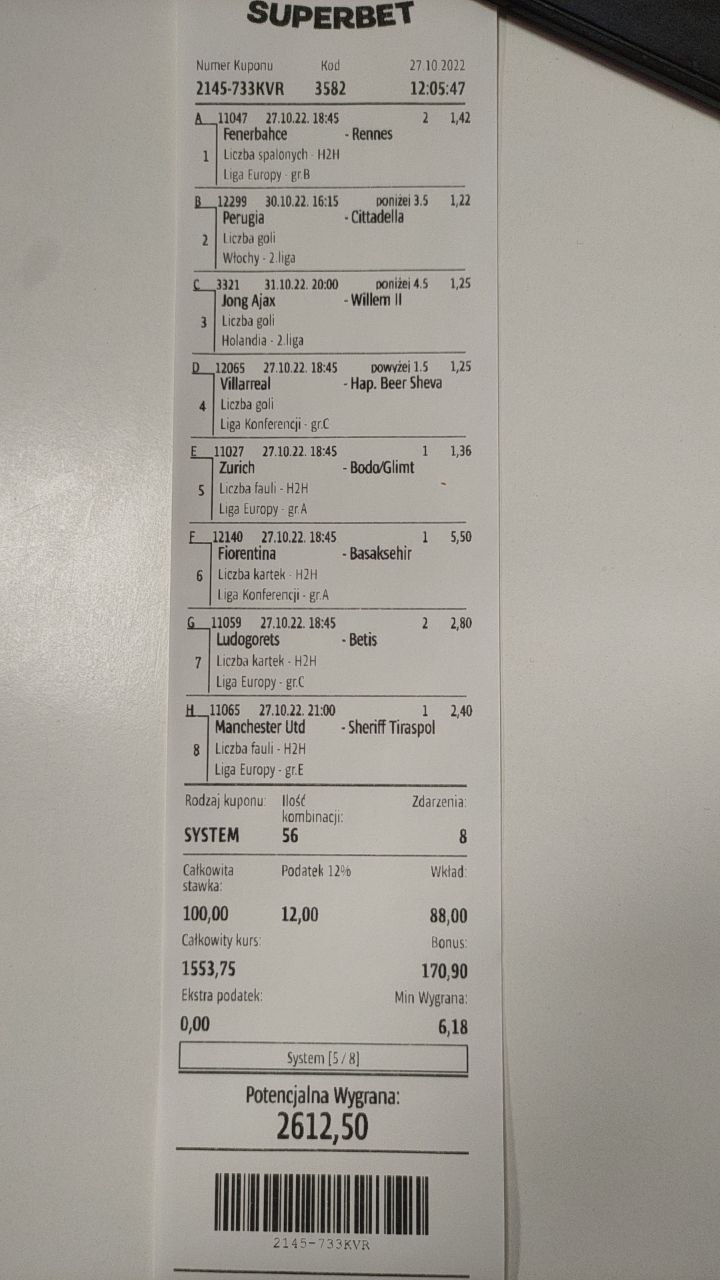 SUPERBET
Numer Kuponu Kod 27.10.2022
2145-733KVR 3582 12:05:47
A 11047 27.10.22. 18:45 2 1,42
Fenerbahce - Rennes
1 Liczba spalonych - H2H
Liga Europy - gr.B
B 12299 30.10.22. 16:15 poniżej 3.5 1,22
Perugia - Cittadella
2 Liczba goli
Włochy - 2.liga
C 3321 31.10.22. 20:00 poniżej 4.5 1,25
Jong Ajax - Willem II
3 Liczba goli
Holandia - 2.liga
D 12065 27.10.22. 18:45 powyżej 1.5 1,25
Villarreal - Hap. Beer Sheva
4 Liczba goli
Liga Konferencji - gr.C
E 11027 27.10.22. 18:45 1 1,36
Zurich - Bodo/Glimt
5 Liczba fauli - H2H
Liga Europy - gr.A
F 12140 27.10.22. 18:45 1 5,50
Fiorentina - Basaksehir
6 Liczba kartek - H2H
Liga Konferencji - gr.A
G 11059 27.10.22. 18:45 2 2,80
Ludogorets - Betis
7 Liczba kartek - H2H
Liga Europy - gr.C
H 11065 27.10.22. 21:00 1 2,40
Manchester Utd - Sheriff Tiraspol
8 Liczba fauli - H2H
Liga Europy - gr.E
Rodzaj kuponu: Ilość Zdarzenia:
kombinacji:
SYSTEM 56 8
Całkowita Podatek 12% Wkład:
stawka:
100,00 12,00 88,00
Całkowity kurs: Bonus:
1553,75 170,90
Ekstra podatek: Min Wygrana:
0,00 6,18
System [5 / 8]
Potencjalna Wygrana:
2612,50
2145-733KVR